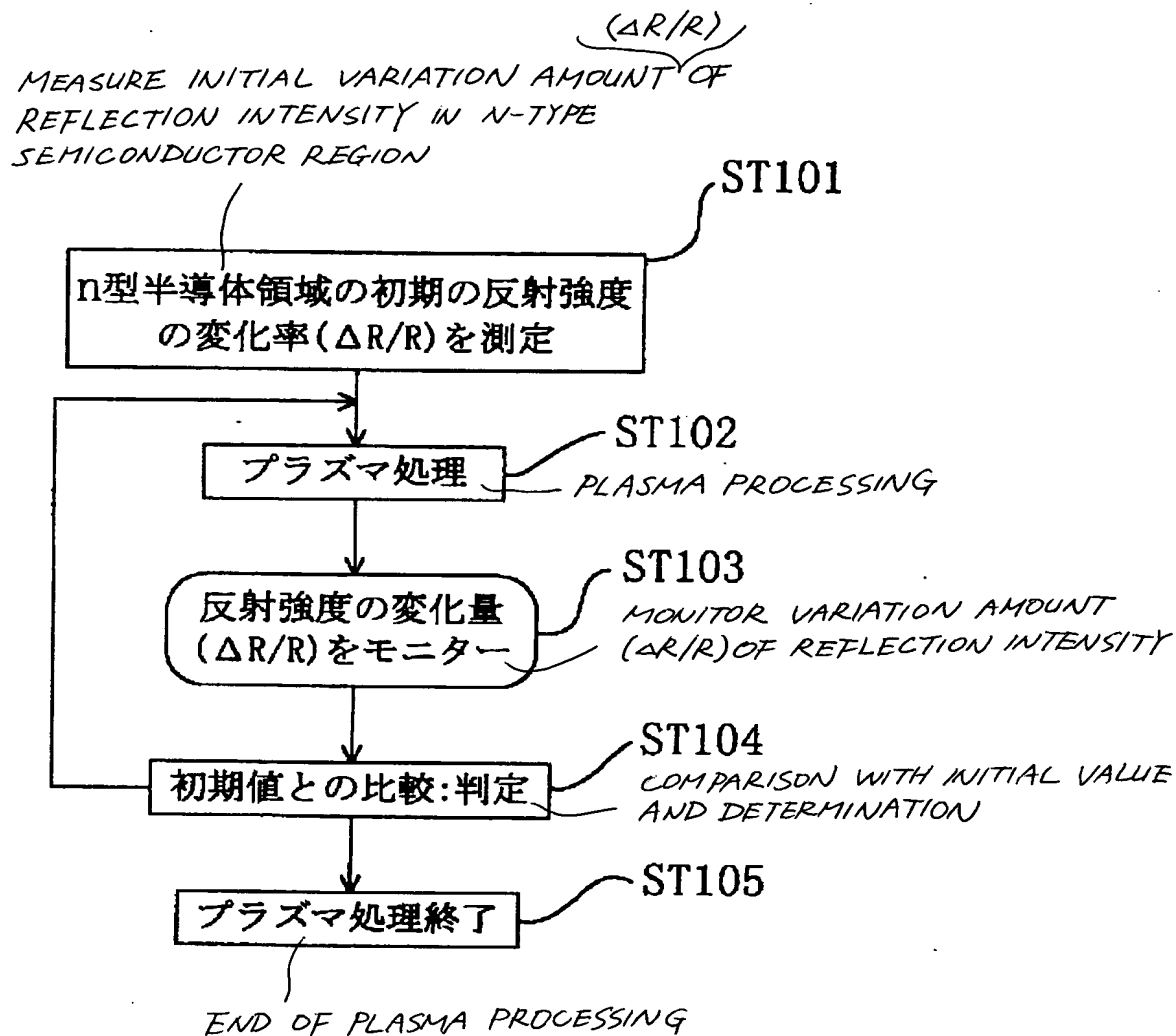 (ΔR/R)
MEASURE INITIAL VARIATION AMOUNT OF
REFLECTION INTENSITY IN N-TYPE
SEMICONDUCTOR REGION
ST101
n型半導体領域の初期の反射強度
の変化率(ΔR/R)を測定
ST102
プラズマ処理
PLASMA PROCESSING
ST103
反射強度の変化量
(ΔR/R)をモニター
MONITOR VARIATION AMOUNT
(ΔR/R) OF REFLECTION INTENSITY
ST104
初期値との比較:判定
COMPARISON WITH INITIAL VALUE
AND DETERMINATION
ST105
プラズマ処理終了
END OF PLASMA PROCESSING